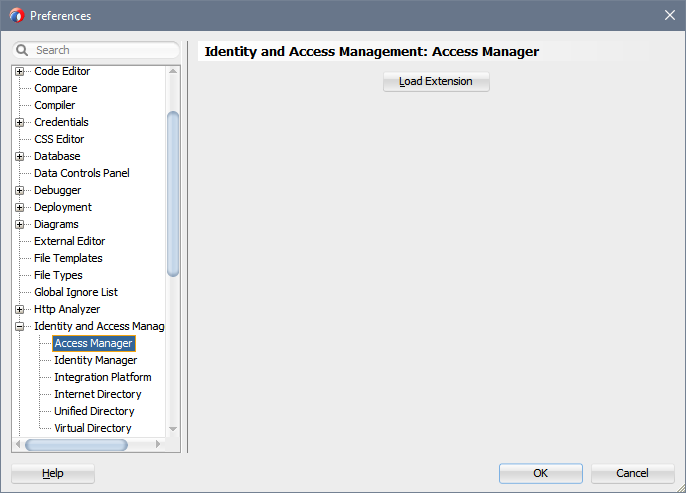 Preferences
Search
Identity and Access Management: Access Manager
Load Extension
Code Editor
Compare
Compiler
Credentials
CSS Editor
Database
Data Controls Panel
Debugger
Deployment
Diagrams
External Editor
File Templates
File Types
Global Ignore List
Http Analyzer
Identity and Access Manag
Access Manager
Identity Manager
Integration Platform
Internet Directory
Unified Directory
Virtual Directory
Help
OK
Cancel